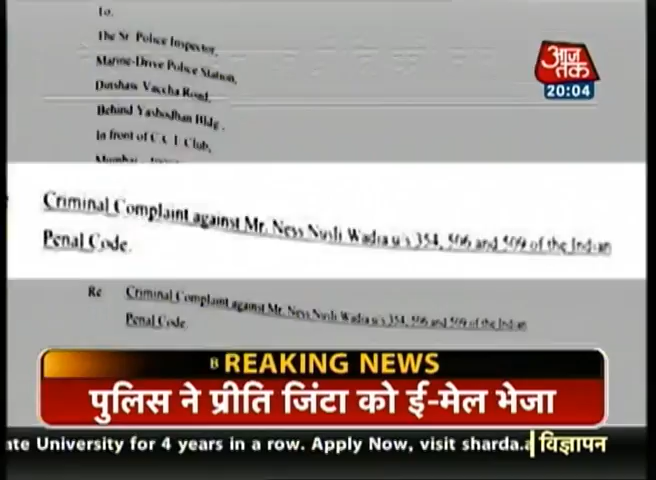 To,
The Sr Police Inspector,
Marine-Drive Police Station,
Dinshaw Vaccha Road,
Behind Yashodhan Bldg.,
In front of C C I Club,
Mumbai
आज तक
20:04
Criminal Complaint against Mr. Ness Nusli Wadia u/s 354, 506 and 509 of the Indian
Penal Code.
Re Criminal Complaint against Mr. Ness Nusli Wadia u/s 354, 506 and 509 of the Indian
Penal Code
BREAKING NEWS
पुलिस ने प्रीति जिंटा को ई-मेल भेजा
ate University for 4 years in a row. Apply Now, visit sharda.a
विज्ञापन